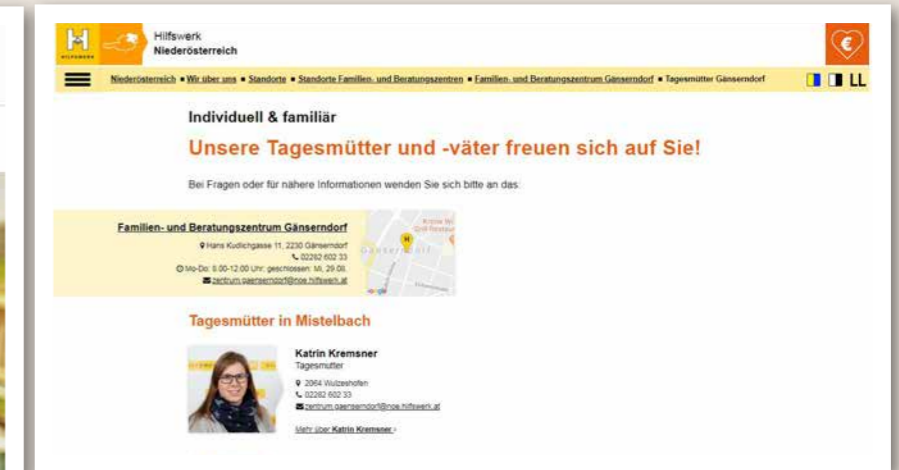 HILFSWERK
Hilfswerk
Niederösterreich
€
Niederösterreich ▪ Wir über uns ▪ Standorte ▪ Standorte Familien- und Beratungszentren ▪ Familien- und Beratungszentrum Gänserndorf ▪ Tagesmütter Gänserndorf
LL
Individuell & familiär
Unsere Tagesmütter und -väter freuen sich auf Sie!
Bei Fragen oder für nähere Informationen wenden Sie sich bitte an das:
Familien- und Beratungszentrum Gänserndorf
Hans Kudlichgasse 11, 2230 Gänserndorf
02282 602 33
Mo-Do: 8.00-12.00 Uhr; geschlossen: Mi, 29.08.
zentrum.gaenserndorf@noe.hilfswerk.at
H
Gänserndorf
Google
Tagesmütter in Mistelbach
Katrin Kremsner
Tagesmutter
2064 Wulzeshofen
02282 602 33
zentrum.gaenserndorf@noe.hilfswerk.at
Mehr über Katrin Kremsner ›